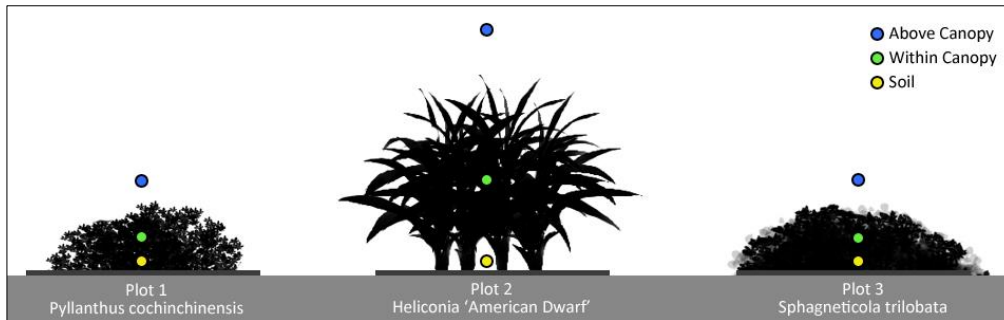 Above Canopy
Within Canopy
Soil
Plot 1
Pyllanthus cochinchinensis
Plot 2
Heliconia ‘American Dwarf’
Plot 3
Sphagneticola trilobata